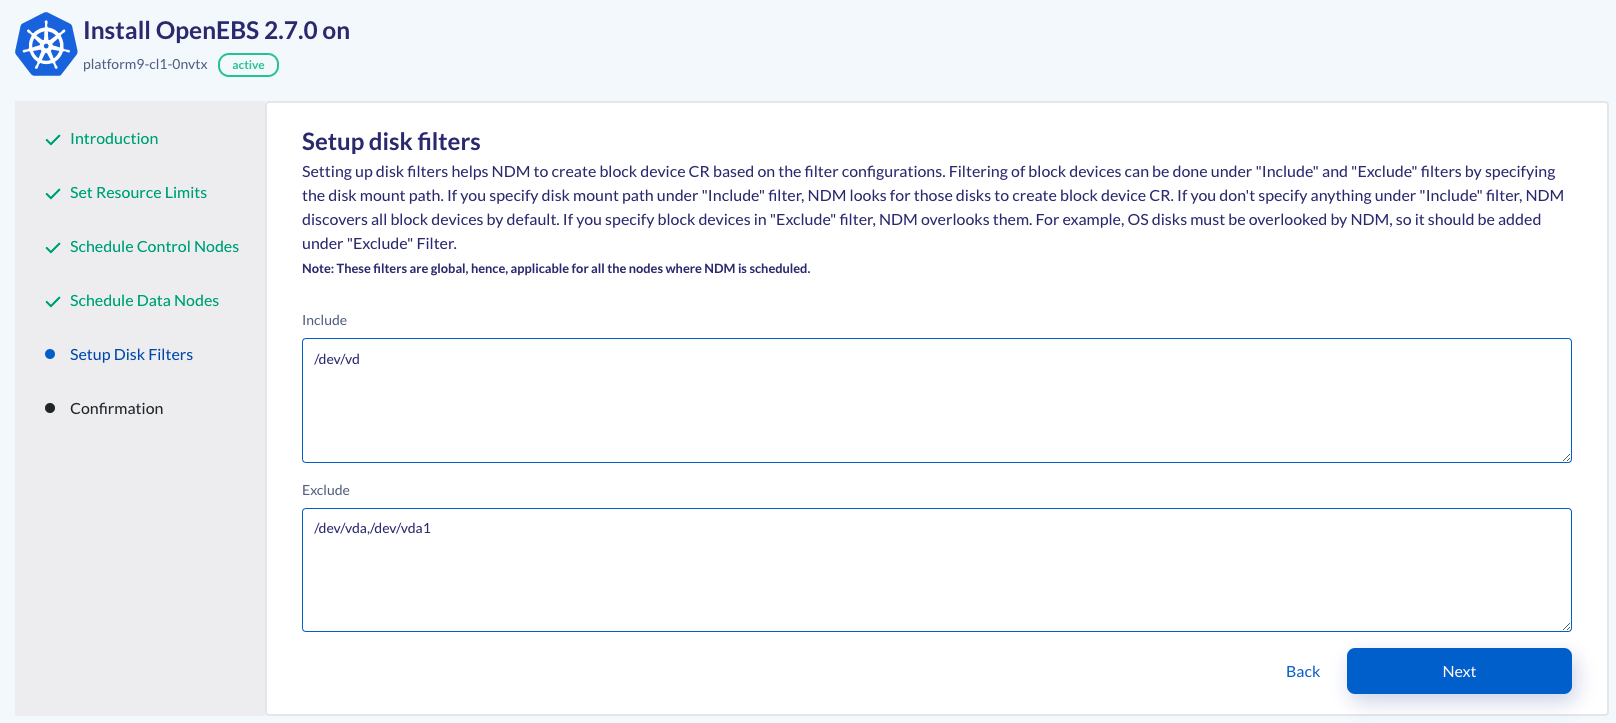 Install OpenEBS 2.7.0 on
platform9-cl1-0nvtx active
Introduction
Set Resource Limits
Schedule Control Nodes
Schedule Data Nodes
Setup Disk Filters
Confirmation
Setup disk filters
Setting up disk filters helps NDM to create block device CR based on the filter configurations. Filtering of block devices can be done under "Include" and "Exclude" filters by specifying
the disk mount path. If you specify disk mount path under "Include" filter, NDM looks for those disks to create block device CR. If you don't specify anything under "Include" filter, NDM
discovers all block devices by default. If you specify block devices in "Exclude" filter, NDM overlooks them. For example, OS disks must be overlooked by NDM, so it should be added
under "Exclude" Filter.
Note: These filters are global, hence, applicable for all the nodes where NDM is scheduled.
Include
/dev/vd
Exclude
/dev/vda,/dev/vda1
Back Next